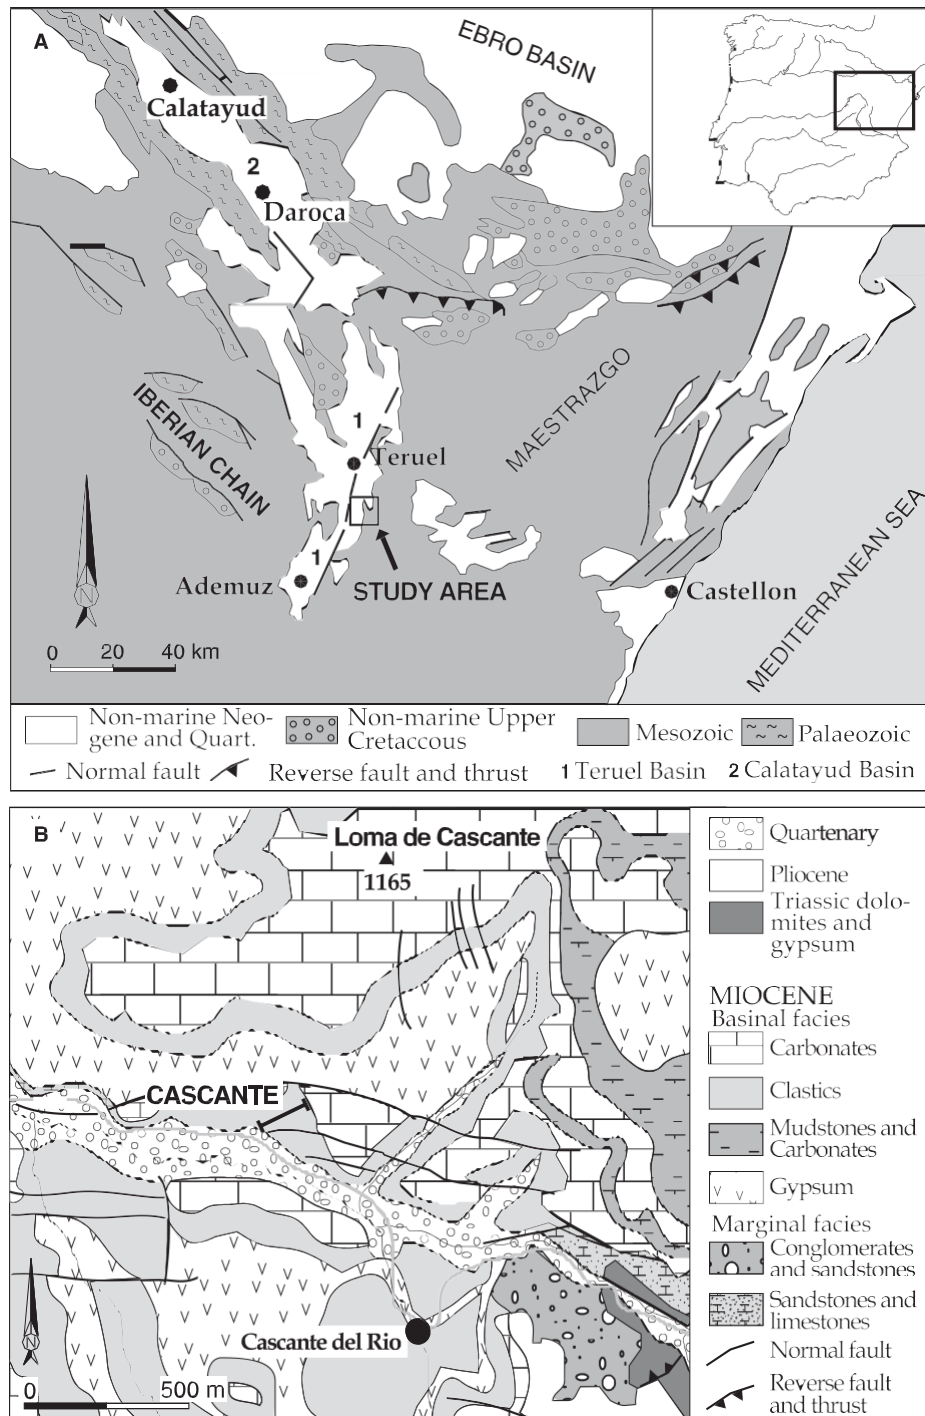 A
EBRO BASIN
Calatayud
2
Daroca
IBERIAN CHAIN
MAESTRAZGO
1
Teruel
1
Ademuz
STUDY AREA
Castellon
MEDITERRANEAN SEA
N
0 20 40 km
Non-marine Neo-
gene and Quart.
Non-marine Upper
Cretaccous
Mesozoic
Palaeozoic
Normal fault
Reverse fault and thrust
1 Teruel Basin
2 Calatayud Basin
B
Loma de Cascante
1165
CASCANTE
Cascante del Rio
N
0 500 m
Quartenary
Pliocene
Triassic dolo-
mites and
gypsum
MIOCENE
Basinal facies
Carbonates
Clastics
Mudstones and
Carbonates
Gypsum
Marginal facies
Conglomerates
and sandstones
Sandstones and
limestones
Normal fault
Reverse fault
and thrust